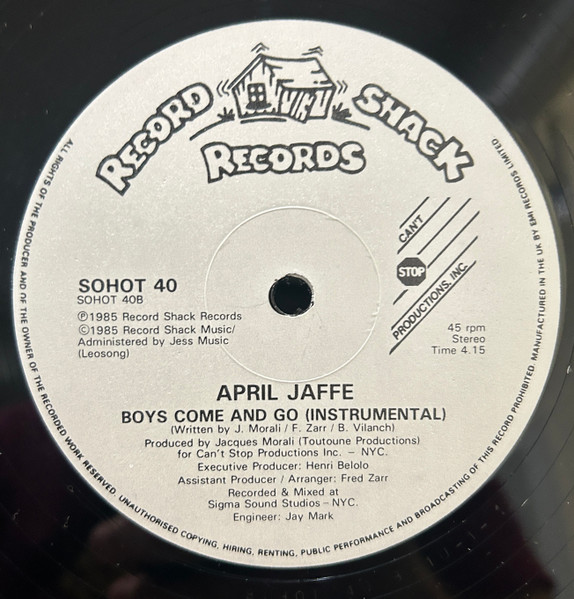 RECORD SHACK
RECORDS
CAN'T
STOP
PRODUCTIONS, INC.
SOHOT 40
SOHOT 40B
℗1985 Record Shack Records
©1985 Record Shack Music/
Administered by Jess Music
(Leosong)
45 rpm
Stereo
Time 4.15
APRIL JAFFE
BOYS COME AND GO (INSTRUMENTAL)
(Written by J. Morali / F. Zarr / B. Vilanch)
Produced by Jacques Morali (Toutoune Productions)
for Can't Stop Productions Inc. – NYC.
Executive Producer: Henri Belolo
Assistant Producer / Arranger: Fred Zarr
Recorded & Mixed at
Sigma Sound Studios – NYC.
Engineer: Jay Mark
ALL RIGHTS OF THE PRODUCER AND OF THE OWNER OF THE RECORDED WORK RESERVED. UNAUTHORISED COPYING, HIRING, RENTING, PUBLIC PERFORMANCE AND BROADCASTING OF THIS RECORD PROHIBITED. MANUFACTURED IN THE UK BY EMI RECORDS LIMITED